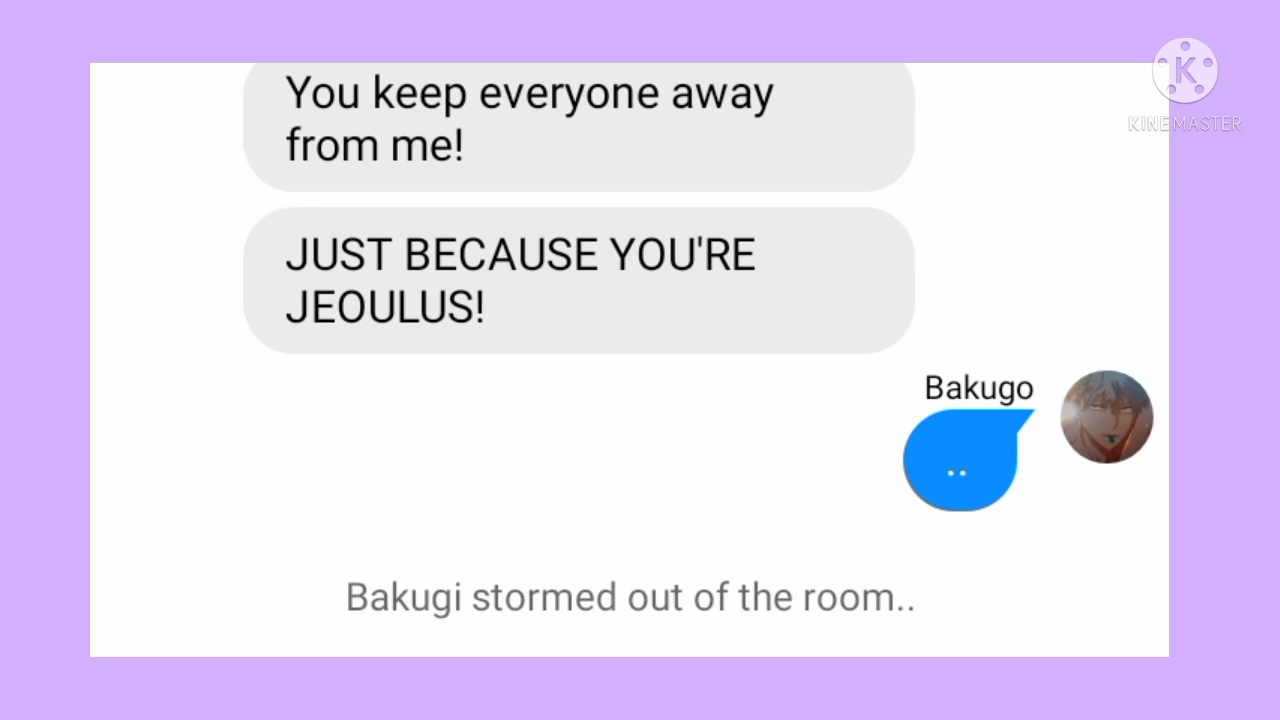 You keep everyone away
from me!
JUST BECAUSE YOU'RE
JEOULUS!
Bakugo
..
Bakugi stormed out of the room..
K
KINEMASTER